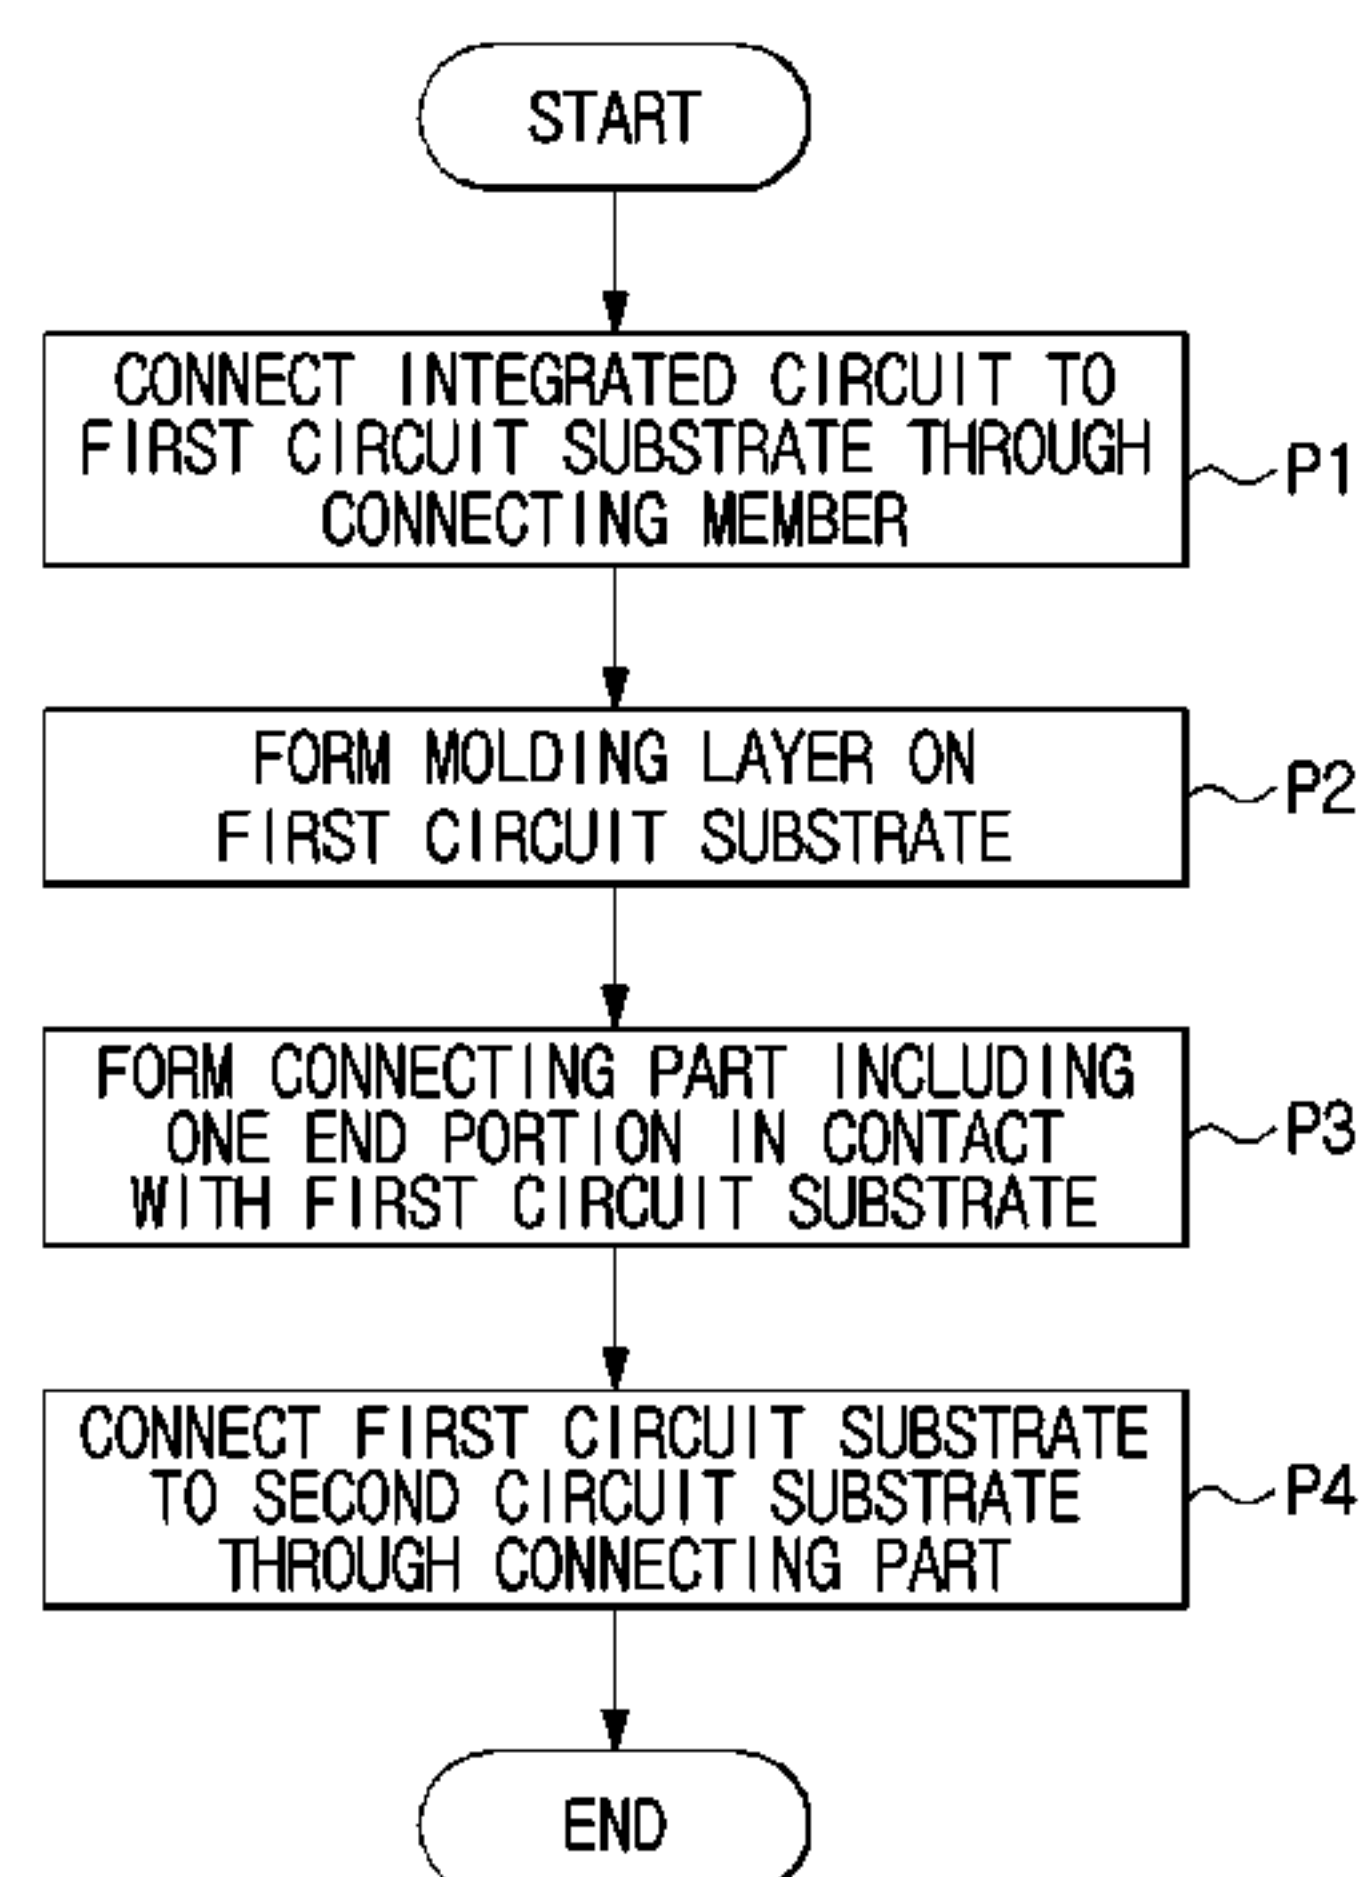 START
CONNECT INTEGRATED CIRCUIT TO
FIRST CIRCUIT SUBSTRATE THROUGH
CONNECTING MEMBER
P1
FORM MOLDING LAYER ON
FIRST CIRCUIT SUBSTRATE
P2
FORM CONNECTING PART INCLUDING
ONE END PORTION IN CONTACT
WITH FIRST CIRCUIT SUBSTRATE
P3
CONNECT FIRST CIRCUIT SUBSTRATE
TO SECOND CIRCUIT SUBSTRATE
THROUGH CONNECTING PART
P4
END